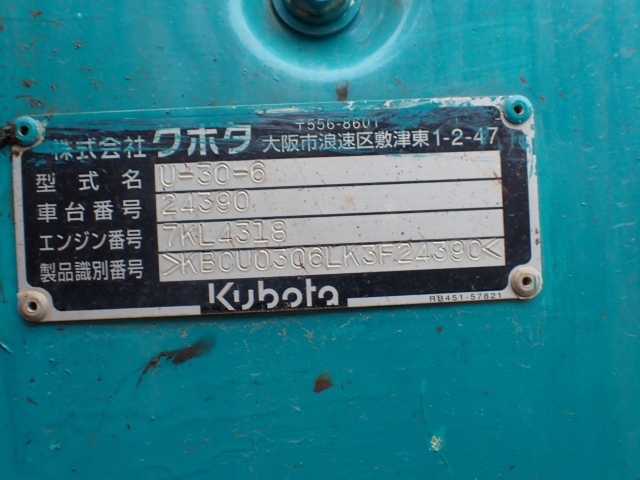 〒556-8601
株式会社 クボタ 大阪市浪速区敷津東1-2-47
型式名 U-30-6
車台番号 24390
エンジン番号 7KL4318
製品識別番号 >KBCU0306LK3F24390<
Kubota
RB451-57821